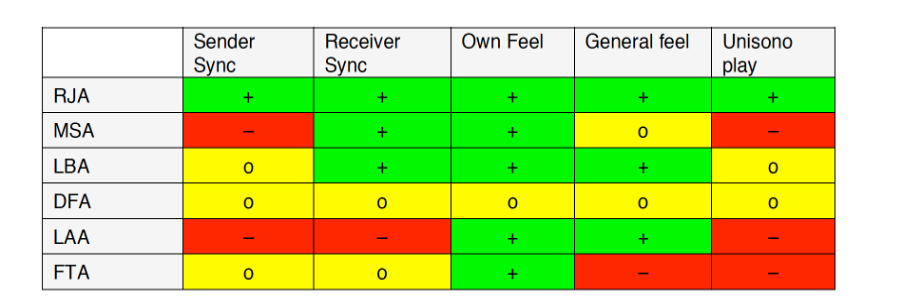 Sender Sync Receiver Sync Own Feel General feel Unisono play
RJA + + + + +
MSA – + + o –
LBA o + + + o
DFA o o o o o
LAA – – + + –
FTA o o + – –